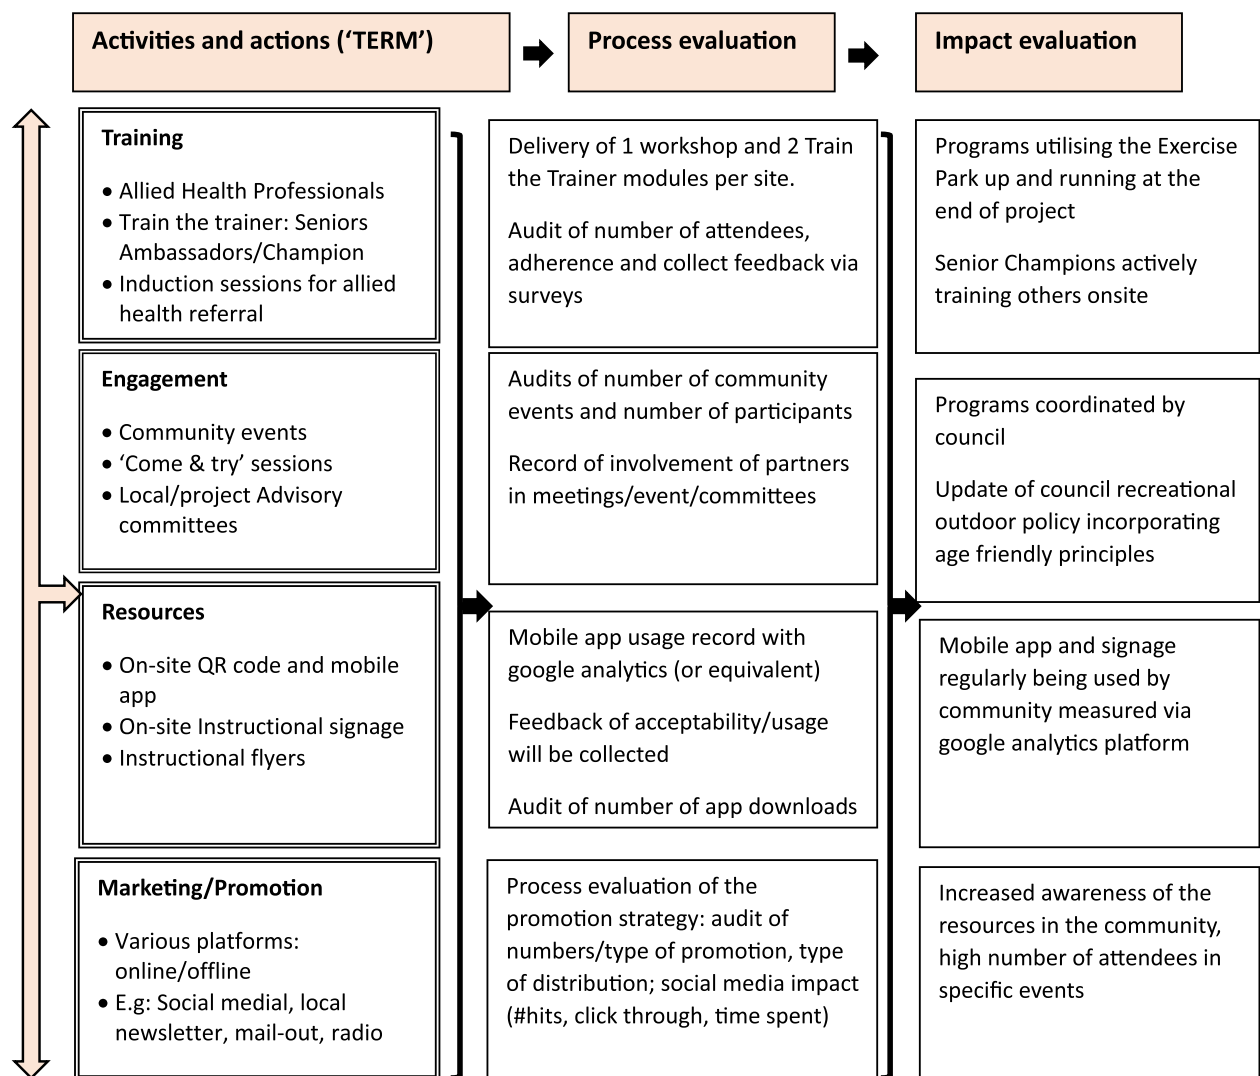 Activities and actions (‘TERM’)
Process evaluation
Impact evaluation
Training
• Allied Health Professionals
• Train the trainer: Seniors
Ambassadors/Champion
• Induction sessions for allied
health referral
Delivery of 1 workshop and 2 Train
the Trainer modules per site.
Audit of number of attendees,
adherence and collect feedback via
surveys
Programs utilising the Exercise
Park up and running at the
end of project
Senior Champions actively
training others onsite
Engagement
• Community events
• ‘Come & try’ sessions
• Local/project Advisory
committees
Audits of number of community
events and number of participants
Record of involvement of partners
in meetings/event/committees
Programs coordinated by
council
Update of council recreational
outdoor policy incorporating
age friendly principles
Resources
• On-site QR code and mobile
app
• On-site Instructional signage
• Instructional flyers
Mobile app usage record with
google analytics (or equivalent)
Feedback of acceptability/usage
will be collected
Audit of number of app downloads
Mobile app and signage
regularly being used by
community measured via
google analytics platform
Marketing/Promotion
• Various platforms:
online/offline
• E.g: Social medial, local
newsletter, mail-out, radio
Process evaluation of the
promotion strategy: audit of
numbers/type of promotion, type
of distribution; social media impact
(#hits, click through, time spent)
Increased awareness of the
resources in the community,
high number of attendees in
specific events